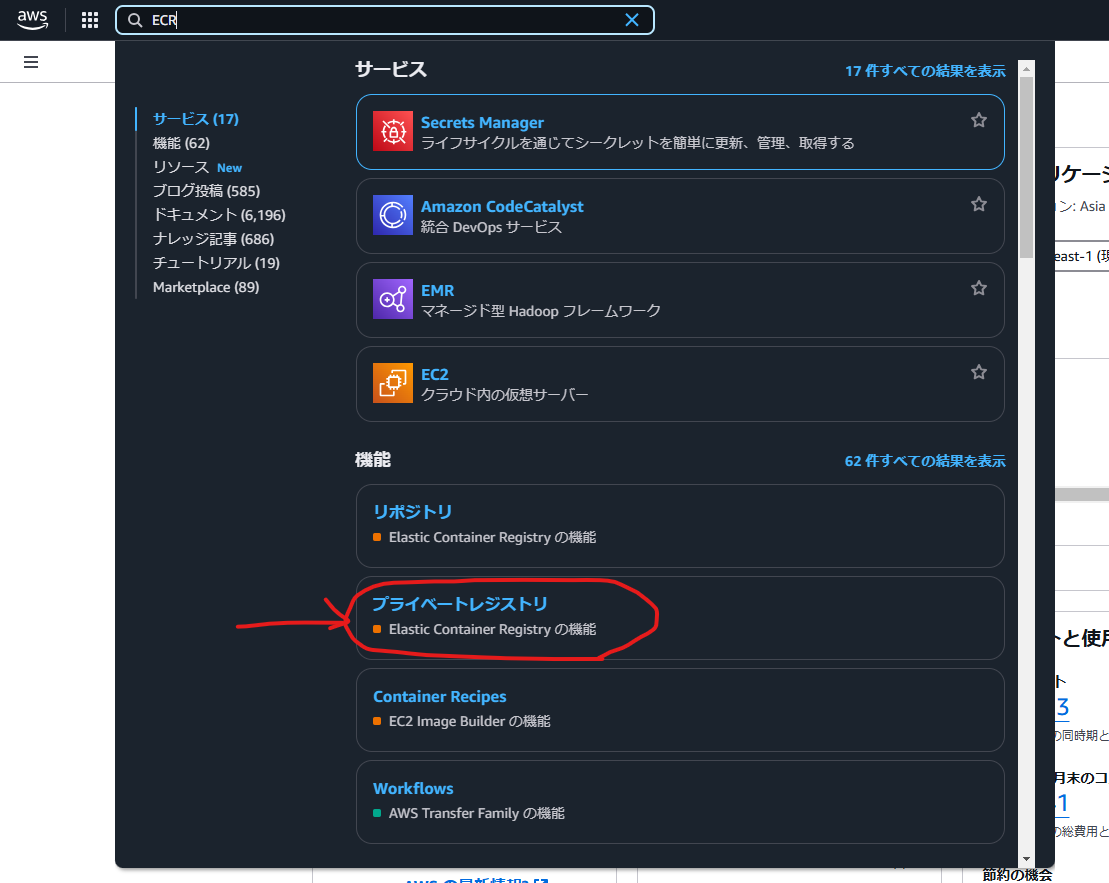 aws
ECR
サービス (17)
機能 (62)
リソース New
ブログ投稿 (585)
ドキュメント (6,196)
ナレッジ記事 (686)
チュートリアル (19)
Marketplace (89)
サービス
17 件すべての結果を表示
Secrets Manager
ライフサイクルを通じてシークレットを簡単に更新、管理、取得する
Amazon CodeCatalyst
統合 DevOps サービス
EMR
マネージド型 Hadoop フレームワーク
EC2
クラウド内の仮想サーバー
機能
62 件すべての結果を表示
リポジトリ
Elastic Container Registry の機能
プライベートレジストリ
Elastic Container Registry の機能
Container Recipes
EC2 Image Builder の機能
Workflows
AWS Transfer Family の機能
リケーシ
ョン: Asia
east-1 (現
トと使用
ト
3
の同時期と
月末のコ
1
の総費用と
節約の機会